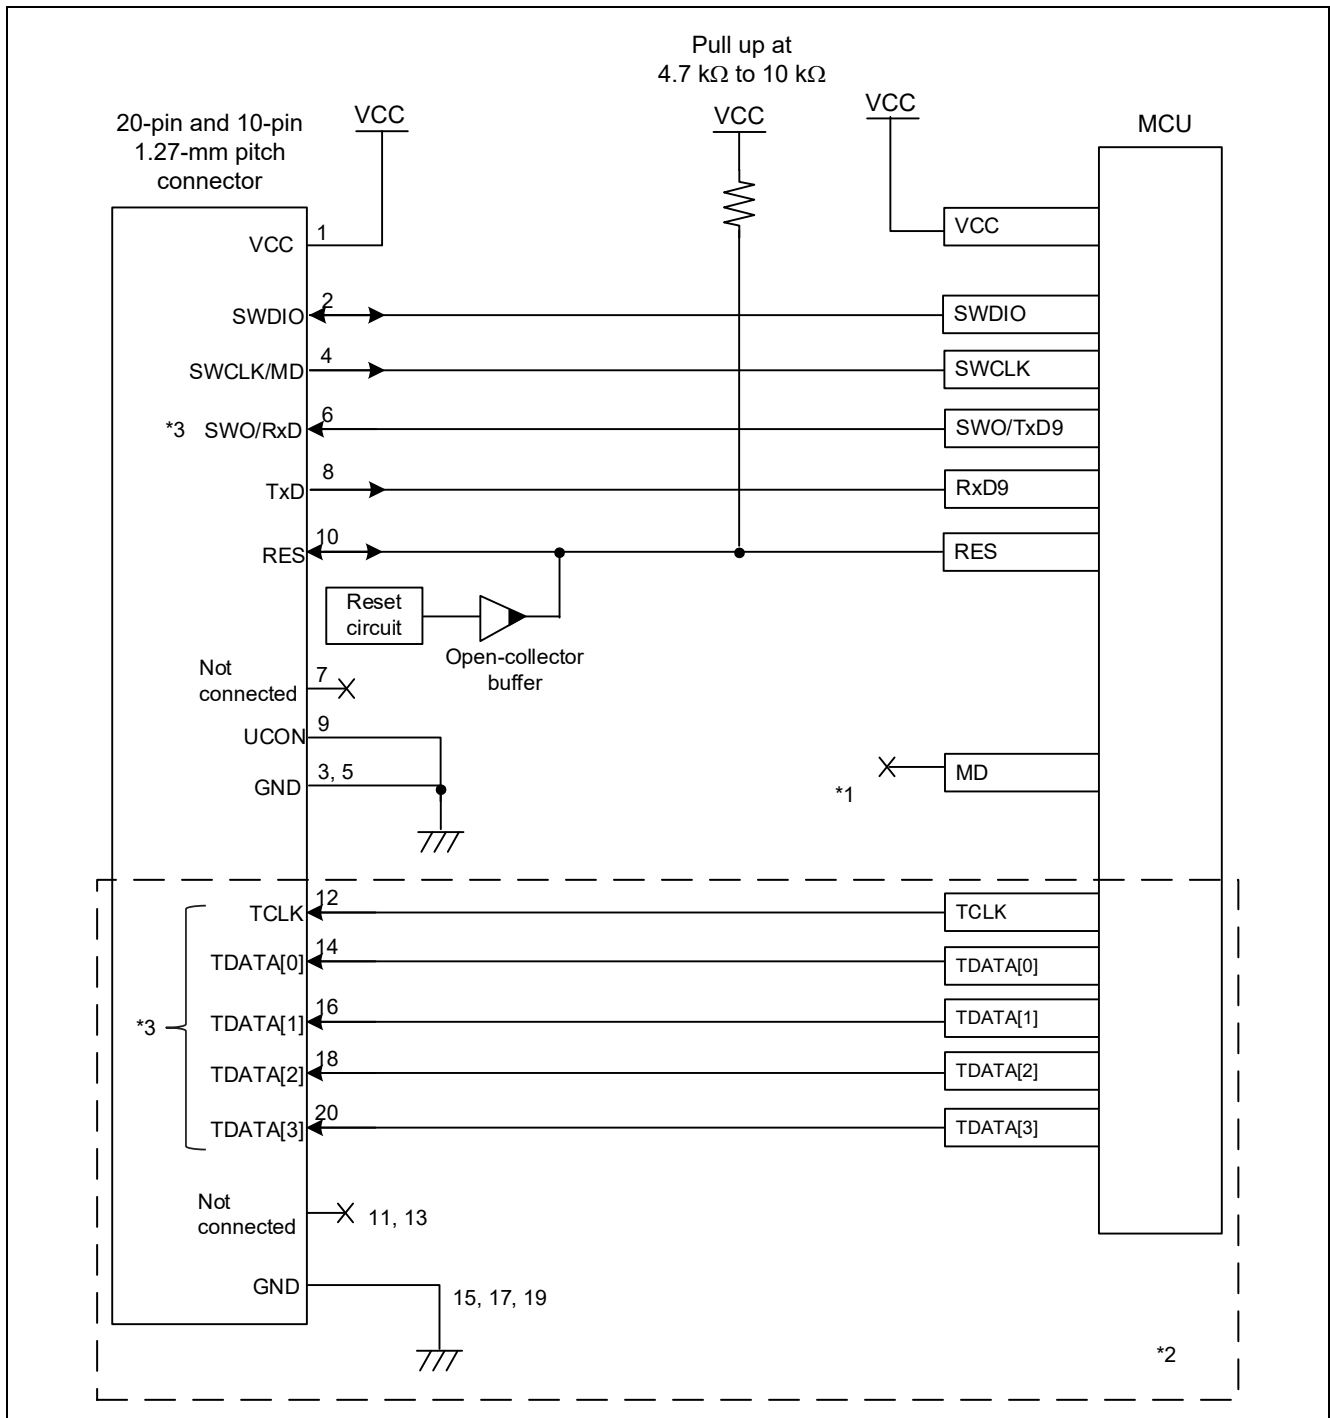 Pull up at
4.7 kΩ to 10 kΩ
20-pin and 10-pin
1.27-mm pitch
connector
VCC
VCC
VCC
MCU
VCC
1
VCC
SWDIO
2
SWDIO
SWCLK/MD
4
SWCLK
*3
SWO/RxD
6
SWO/TxD9
TxD
8
RxD9
RES
10
RES
Reset
circuit
Open-collector
buffer
Not
connected
7
UCON
9
GND
3, 5
*1
MD
TCLK
12
TCLK
TDATA[0]
14
TDATA[0]
*3
TDATA[1]
16
TDATA[1]
TDATA[2]
18
TDATA[2]
TDATA[3]
20
TDATA[3]
Not
connected
11, 13
GND
15, 17, 19
*2